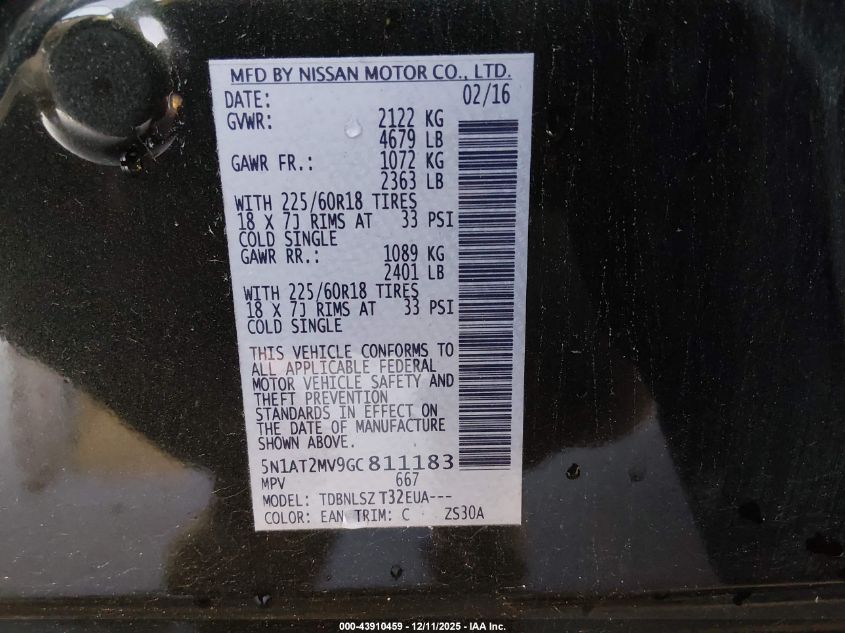 MFD BY NISSAN MOTOR CO., LTD.
DATE: 02/16
GVWR: 2122 KG
4679 LB
GAWR FR.: 1072 KG
2363 LB
WITH 225/60R18 TIRES
18 X 7J RIMS AT 33 PSI
COLD SINGLE
GAWR RR.: 1089 KG
2401 LB
WITH 225/60R18 TIRES
18 X 7J RIMS AT 33 PSI
COLD SINGLE
THIS VEHICLE CONFORMS TO
ALL APPLICABLE FEDERAL
MOTOR VEHICLE SAFETY AND
THEFT PREVENTION
STANDARDS IN EFFECT ON
THE DATE OF MANUFACTURE
SHOWN ABOVE.
5N1AT2MV9GC811183
MPV 667
MODEL: TDBNLSZ T32EUA---
COLOR: EAN TRIM: C ZS30A
000-43910459 - 12/11/2025 - IAA Inc.